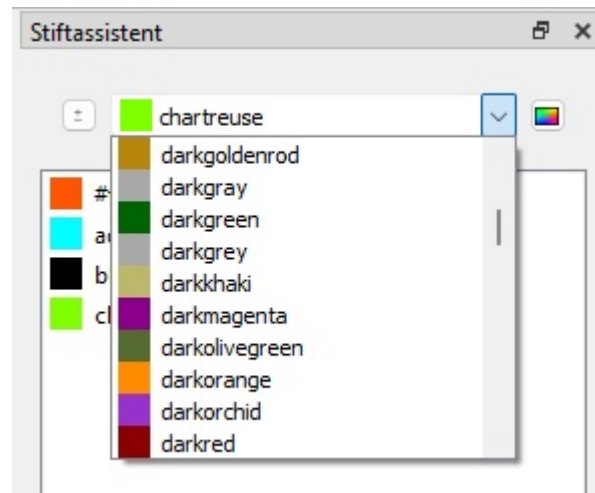 Stiftassistent
chartreuse
darkgoldenrod
darkgray
darkgreen
darkgrey
darkkhaki
darkmagenta
darkolivegreen
darkorange
darkorchid
darkred